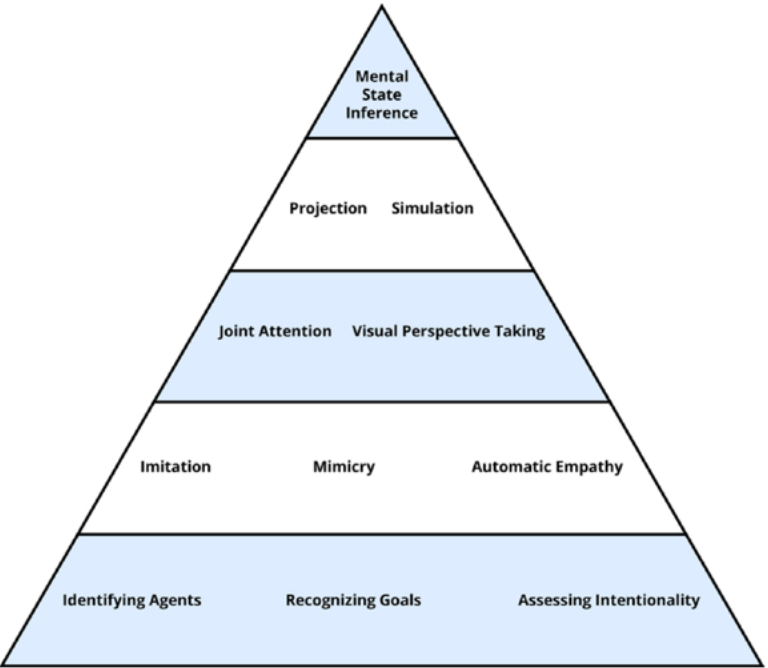 Mental
State
Inference
Projection Simulation
Joint Attention Visual Perspective Taking
Imitation Mimicry Automatic Empathy
Identifying Agents Recognizing Goals Assessing Intentionality